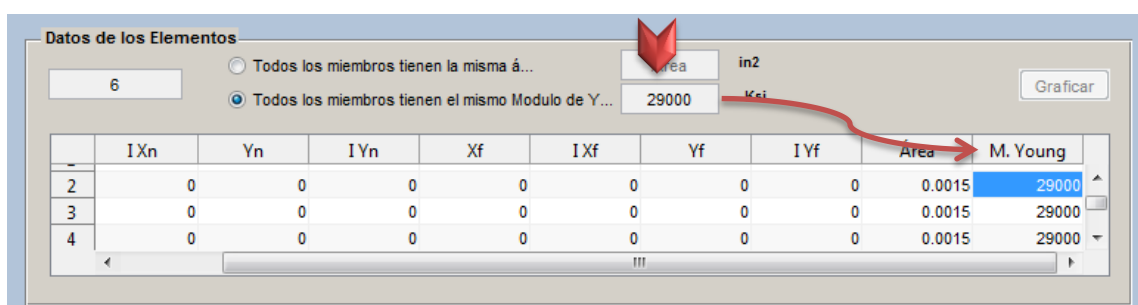 Datos de los Elementos
Todos los miembros tienen la misma á... Área in2
6 Graficar
Todos los miembros tienen el mismo Modulo de Y... 29000 Ksi
I Xn Yn I Yn Xf I Xf Yf I Yf Área M. Young
2 0 0 0 0 0 0 0 0.0015 29000
3 0 0 0 0 0 0 0 0.0015 29000
4 0 0 0 0 0 0 0 0.0015 29000